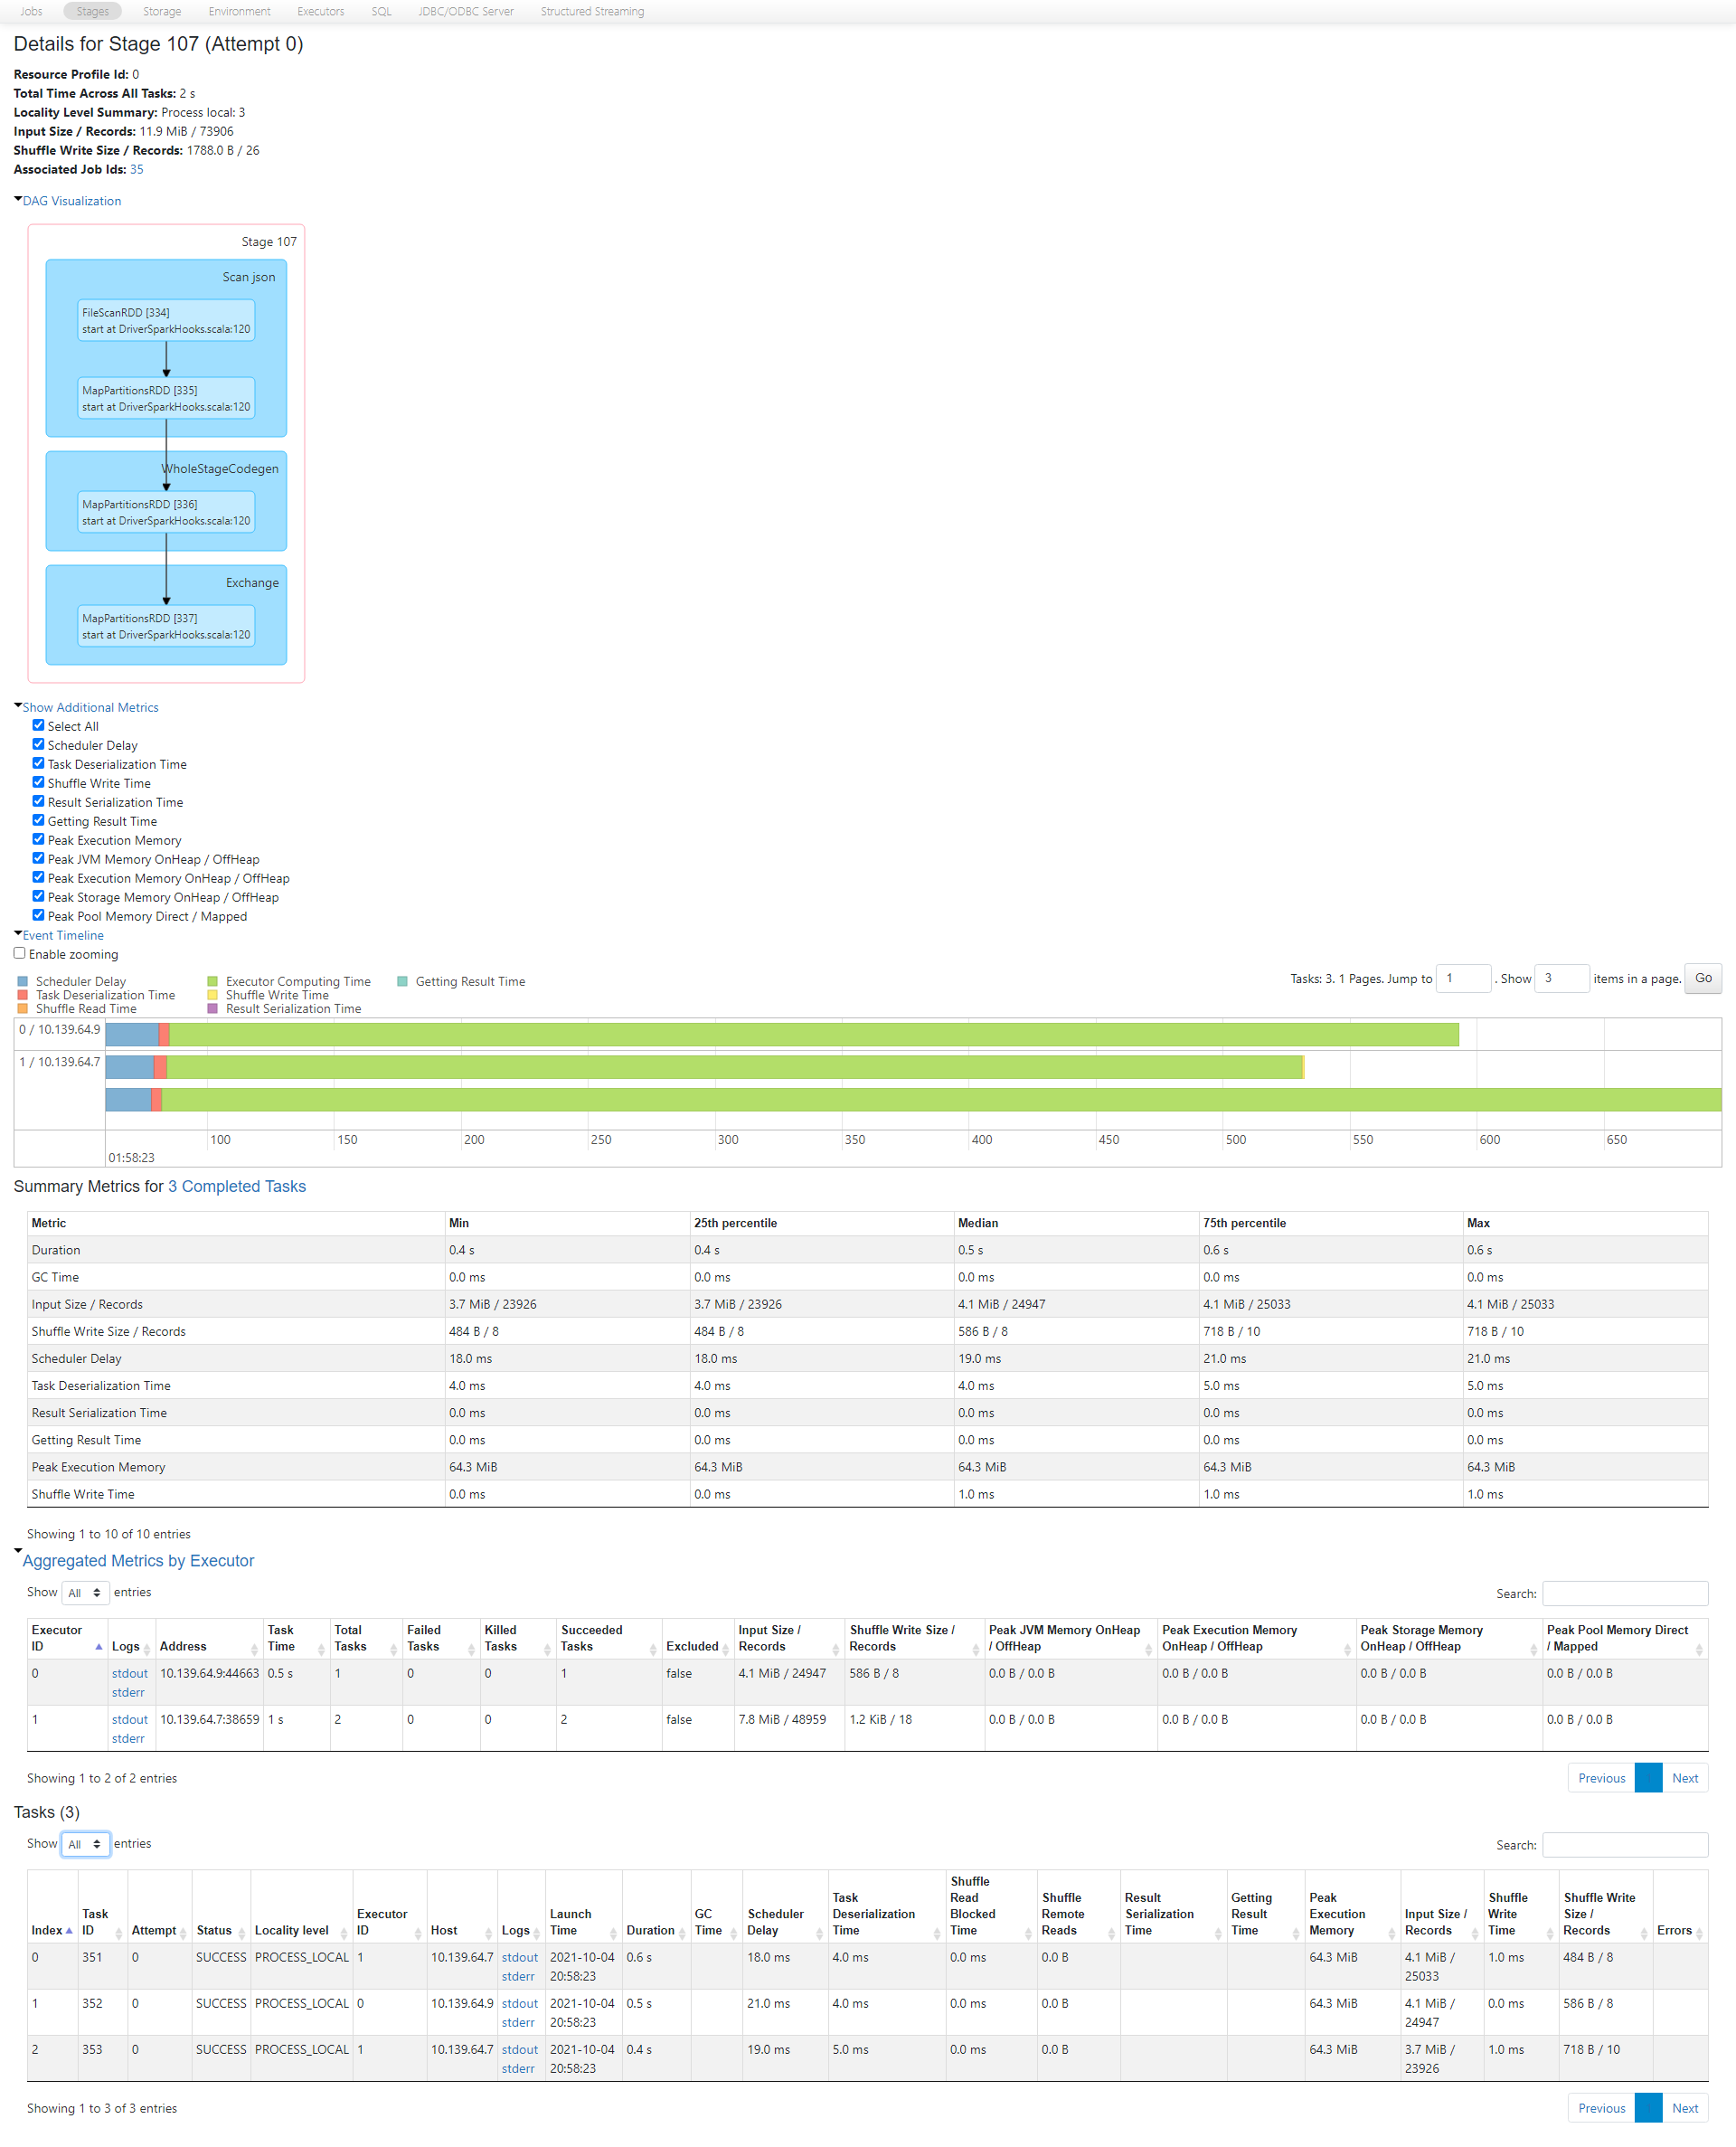 Jobs Stages Storage Environment Executors SQL JDBC/ODBC Server Structured Streaming
Details for Stage 107 (Attempt 0)
Resource Profile Id: 0
Total Time Across All Tasks: 2 s
Locality Level Summary: Process local: 3
Input Size / Records: 11.9 MiB / 73906
Shuffle Write Size / Records: 1788.0 B / 26
Associated Job Ids: 35
DAG Visualization
Stage 107
Scan json
FileScanRDD [334]
start at DriverSparkHooks.scala:120
MapPartitionsRDD [335]
start at DriverSparkHooks.scala:120
WholeStageCodegen
MapPartitionsRDD [336]
start at DriverSparkHooks.scala:120
Exchange
MapPartitionsRDD [337]
start at DriverSparkHooks.scala:120
Show Additional Metrics
Select All
Scheduler Delay
Task Deserialization Time
Shuffle Write Time
Result Serialization Time
Getting Result Time
Peak Execution Memory
Peak JVM Memory OnHeap / OffHeap
Peak Execution Memory OnHeap / OffHeap
Peak Storage Memory OnHeap / OffHeap
Peak Pool Memory Direct / Mapped
Event Timeline
Enable zooming
Scheduler Delay Executor Computing Time Getting Result Time
Task Deserialization Time Shuffle Write Time
Shuffle Read Time Result Serialization Time
Tasks: 3. 1 Pages. Jump to 1 . Show 3 items in a page. Go
0 / 10.139.64.9
1 / 10.139.64.7
100 150 200 250 300 350 400 450 500 550 600 650
01:58:23
Summary Metrics for 3 Completed Tasks
Metric Min 25th percentile Median 75th percentile Max
Duration 0.4 s 0.4 s 0.5 s 0.6 s 0.6 s
GC Time 0.0 ms 0.0 ms 0.0 ms 0.0 ms 0.0 ms
Input Size / Records 3.7 MiB / 23926 3.7 MiB / 23926 4.1 MiB / 24947 4.1 MiB / 25033 4.1 MiB / 25033
Shuffle Write Size / Records 484 B / 8 484 B / 8 586 B / 8 718 B / 10 718 B / 10
Scheduler Delay 18.0 ms 18.0 ms 19.0 ms 21.0 ms 21.0 ms
Task Deserialization Time 4.0 ms 4.0 ms 4.0 ms 5.0 ms 5.0 ms
Result Serialization Time 0.0 ms 0.0 ms 0.0 ms 0.0 ms 0.0 ms
Getting Result Time 0.0 ms 0.0 ms 0.0 ms 0.0 ms 0.0 ms
Peak Execution Memory 64.3 MiB 64.3 MiB 64.3 MiB 64.3 MiB 64.3 MiB
Shuffle Write Time 0.0 ms 0.0 ms 1.0 ms 1.0 ms 1.0 ms
Showing 1 to 10 of 10 entries
Aggregated Metrics by Executor
Show All entries Search:
Executor ID Logs Address Task Time Total Tasks Failed Tasks Killed Tasks Succeeded Tasks Excluded Input Size / Records Shuffle Write Size / Records Peak JVM Memory OnHeap / OffHeap Peak Execution Memory OnHeap / OffHeap Peak Storage Memory OnHeap / OffHeap Peak Pool Memory Direct / Mapped
0 stdout 10.139.64.9:44663 0.5 s 1 0 0 1 false 4.1 MiB / 24947 586 B / 8 0.0 B / 0.0 B 0.0 B / 0.0 B 0.0 B / 0.0 B 0.0 B / 0.0 B
stderr
1 stdout 10.139.64.7:38659 1 s 2 0 0 2 false 7.8 MiB / 48959 1.2 KiB / 18 0.0 B / 0.0 B 0.0 B / 0.0 B 0.0 B / 0.0 B 0.0 B / 0.0 B
stderr
Showing 1 to 2 of 2 entries Previous Next
Tasks (3)
Show All entries Search:
Index Task ID Attempt Status Locality level Executor ID Host Logs Launch Time Duration GC Time Scheduler Delay Task Deserialization Time Shuffle Read Blocked Time Shuffle Remote Reads Result Serialization Time Getting Result Time Peak Execution Memory Input Size / Records Shuffle Write Time Shuffle Write Size / Records Errors
0 351 0 SUCCESS PROCESS_LOCAL 1 10.139.64.7 stdout 2021-10-04 0.6 s 18.0 ms 4.0 ms 0.0 ms 0.0 B 64.3 MiB 4.1 MiB / 1.0 ms 484 B / 8
stderr 20:58:23 25033
1 352 0 SUCCESS PROCESS_LOCAL 0 10.139.64.9 stdout 2021-10-04 0.5 s 21.0 ms 4.0 ms 0.0 ms 0.0 B 64.3 MiB 4.1 MiB / 0.0 ms 586 B / 8
stderr 20:58:23 24947
2 353 0 SUCCESS PROCESS_LOCAL 1 10.139.64.7 stdout 2021-10-04 0.4 s 19.0 ms 5.0 ms 0.0 ms 0.0 B 64.3 MiB 3.7 MiB / 1.0 ms 718 B / 10
stderr 20:58:23 23926
Showing 1 to 3 of 3 entries Previous Next